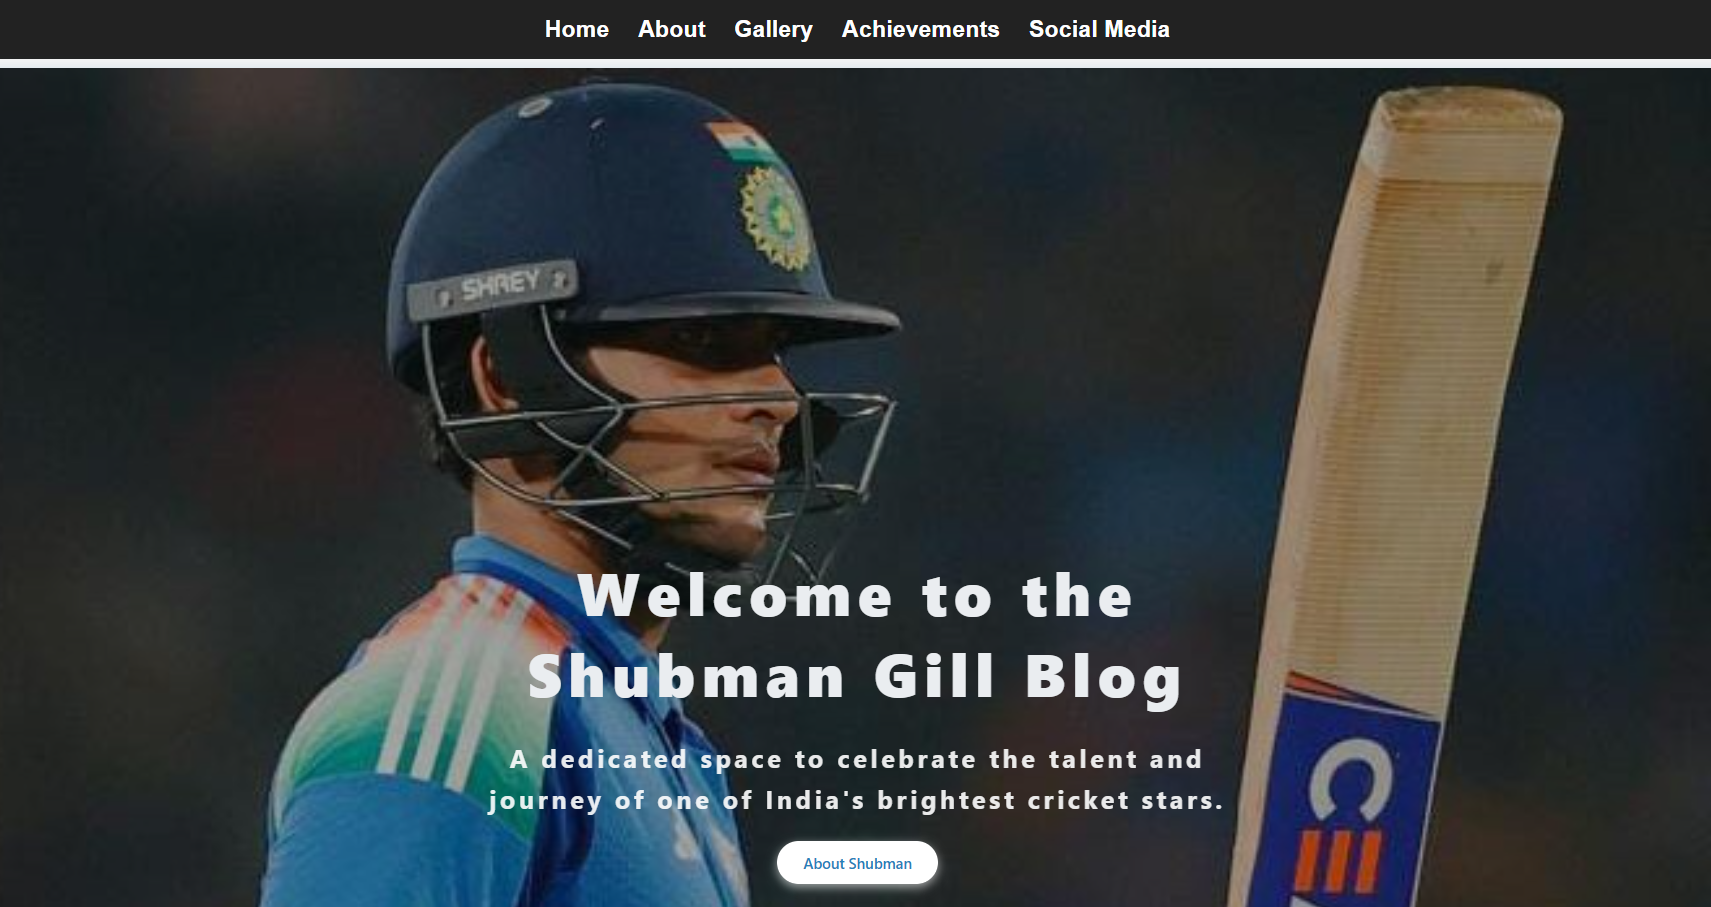 Home About Gallery Achievements Social Media
SHREY
Welcome to the
Shubman Gill Blog
A dedicated space to celebrate the talent and
journey of one of India's brightest cricket stars.
About Shubman